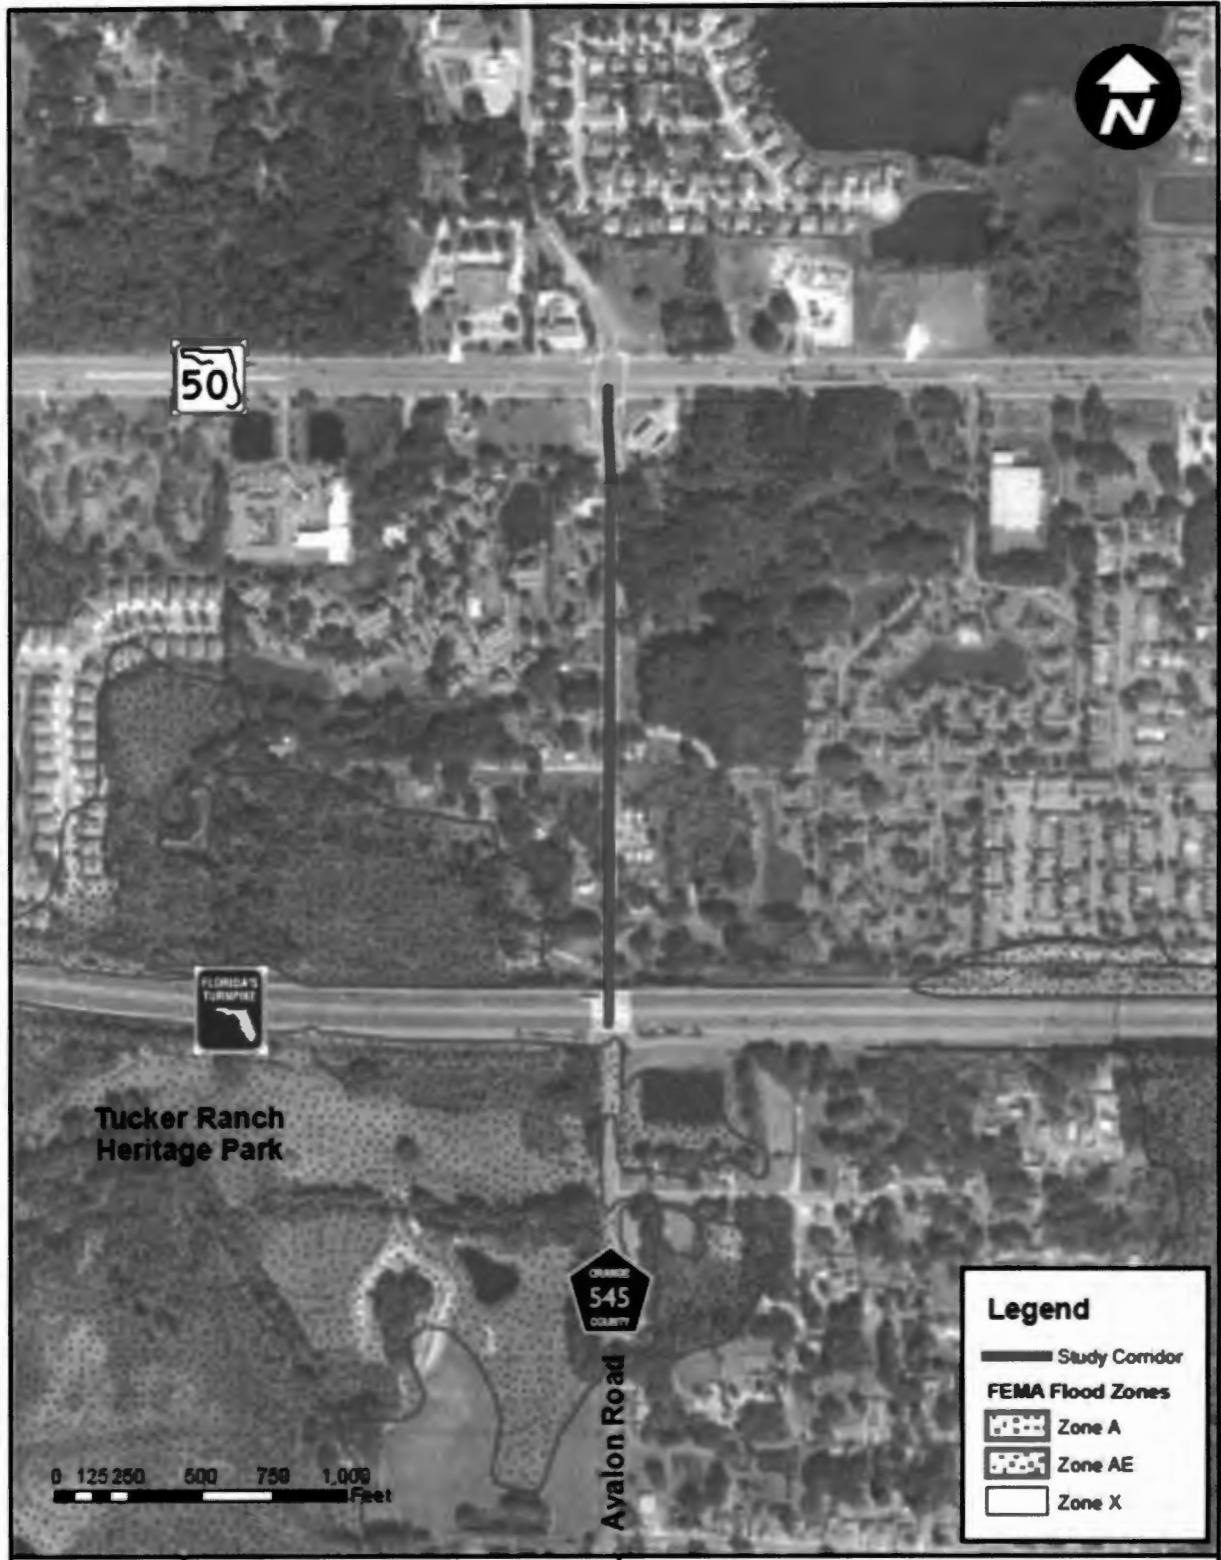 N
50
FLORIDA'S
TURNPIKE
Tucker Ranch
Heritage Park
ORANGE
545
COUNTY
Avalon Road
0 125 250 500 750 1,000
Feet
Legend
Study Corridor
FEMA Flood Zones
Zone A
Zone AE
Zone X